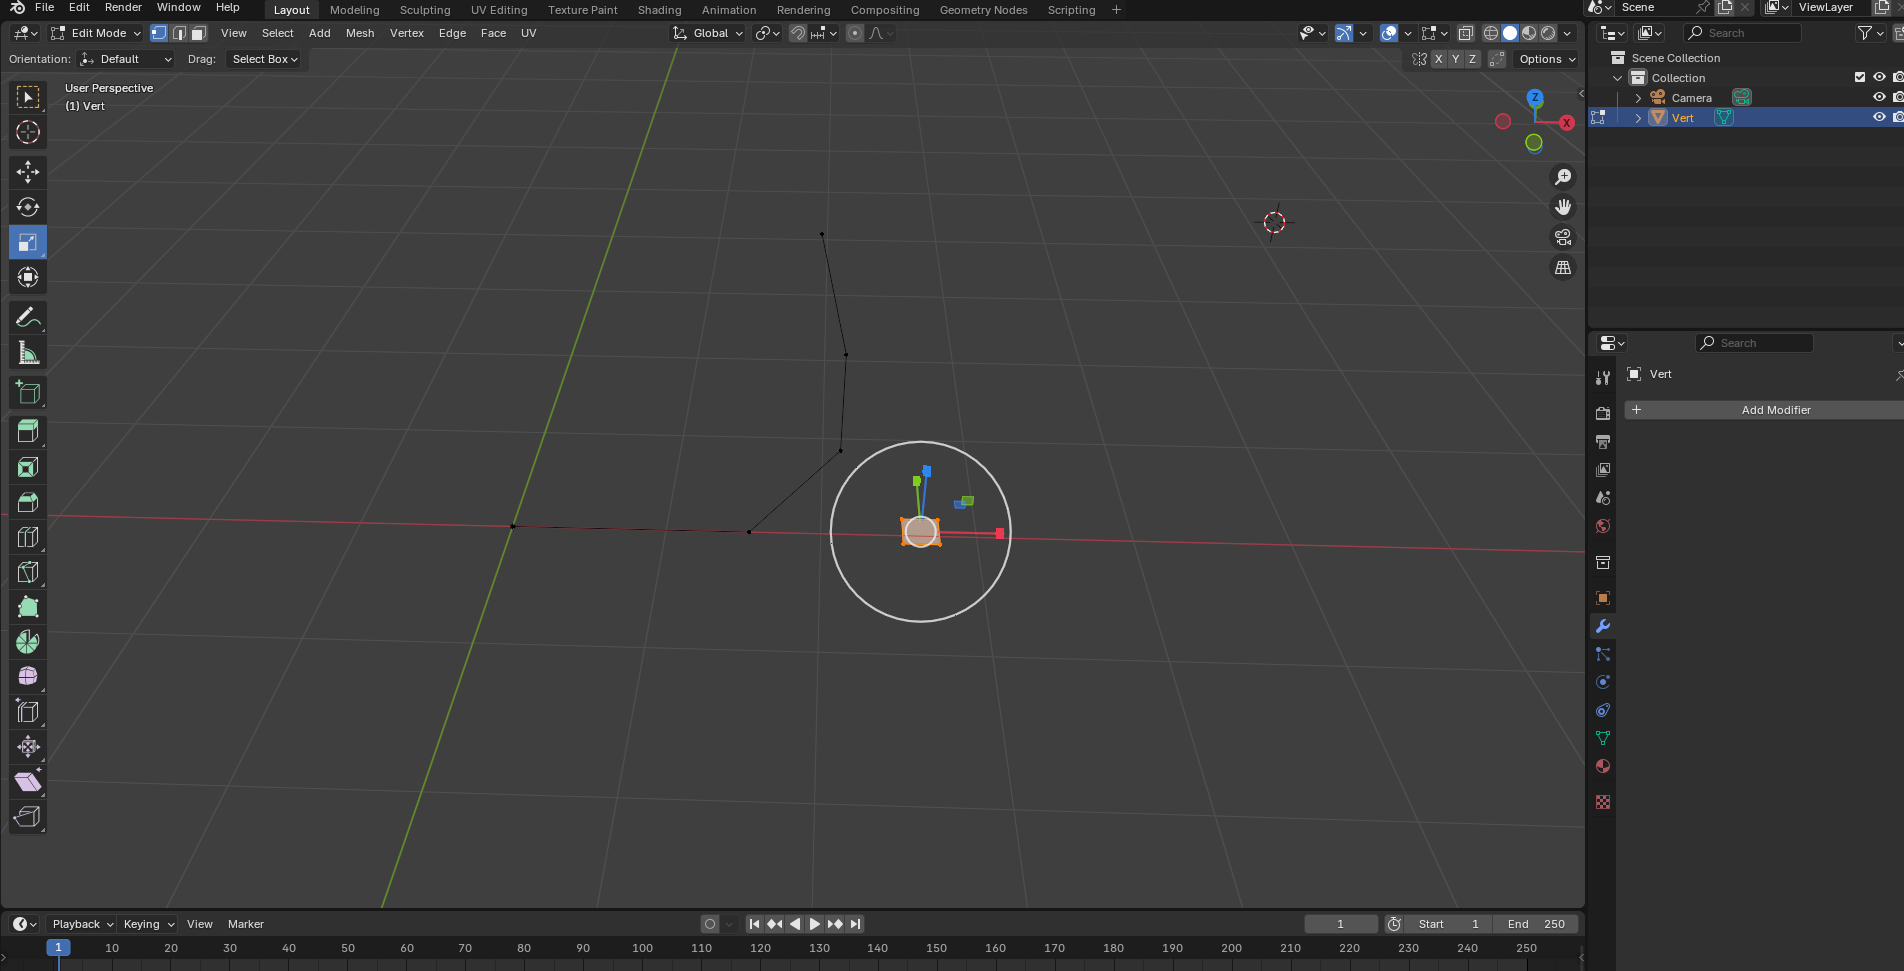 File Edit Render Window Help Layout Modeling Sculpting UV Editing Texture Paint Shading Animation Rendering Compositing Geometry Nodes Scripting + Scene ViewLayer
Edit Mode View Select Add Mesh Vertex Edge Face UV Global Search
Orientation: Default Drag: Select Box X Y Z Options
Scene Collection
Collection
Camera
Vert
User Perspective
(1) Vert
Z
X
Search
Vert
+ Add Modifier
Playback Keying View Marker 1 Start 1 End 250
1 10 20 30 40 50 60 70 80 90 100 110 120 130 140 150 160 170 180 190 200 210 220 230 240 250